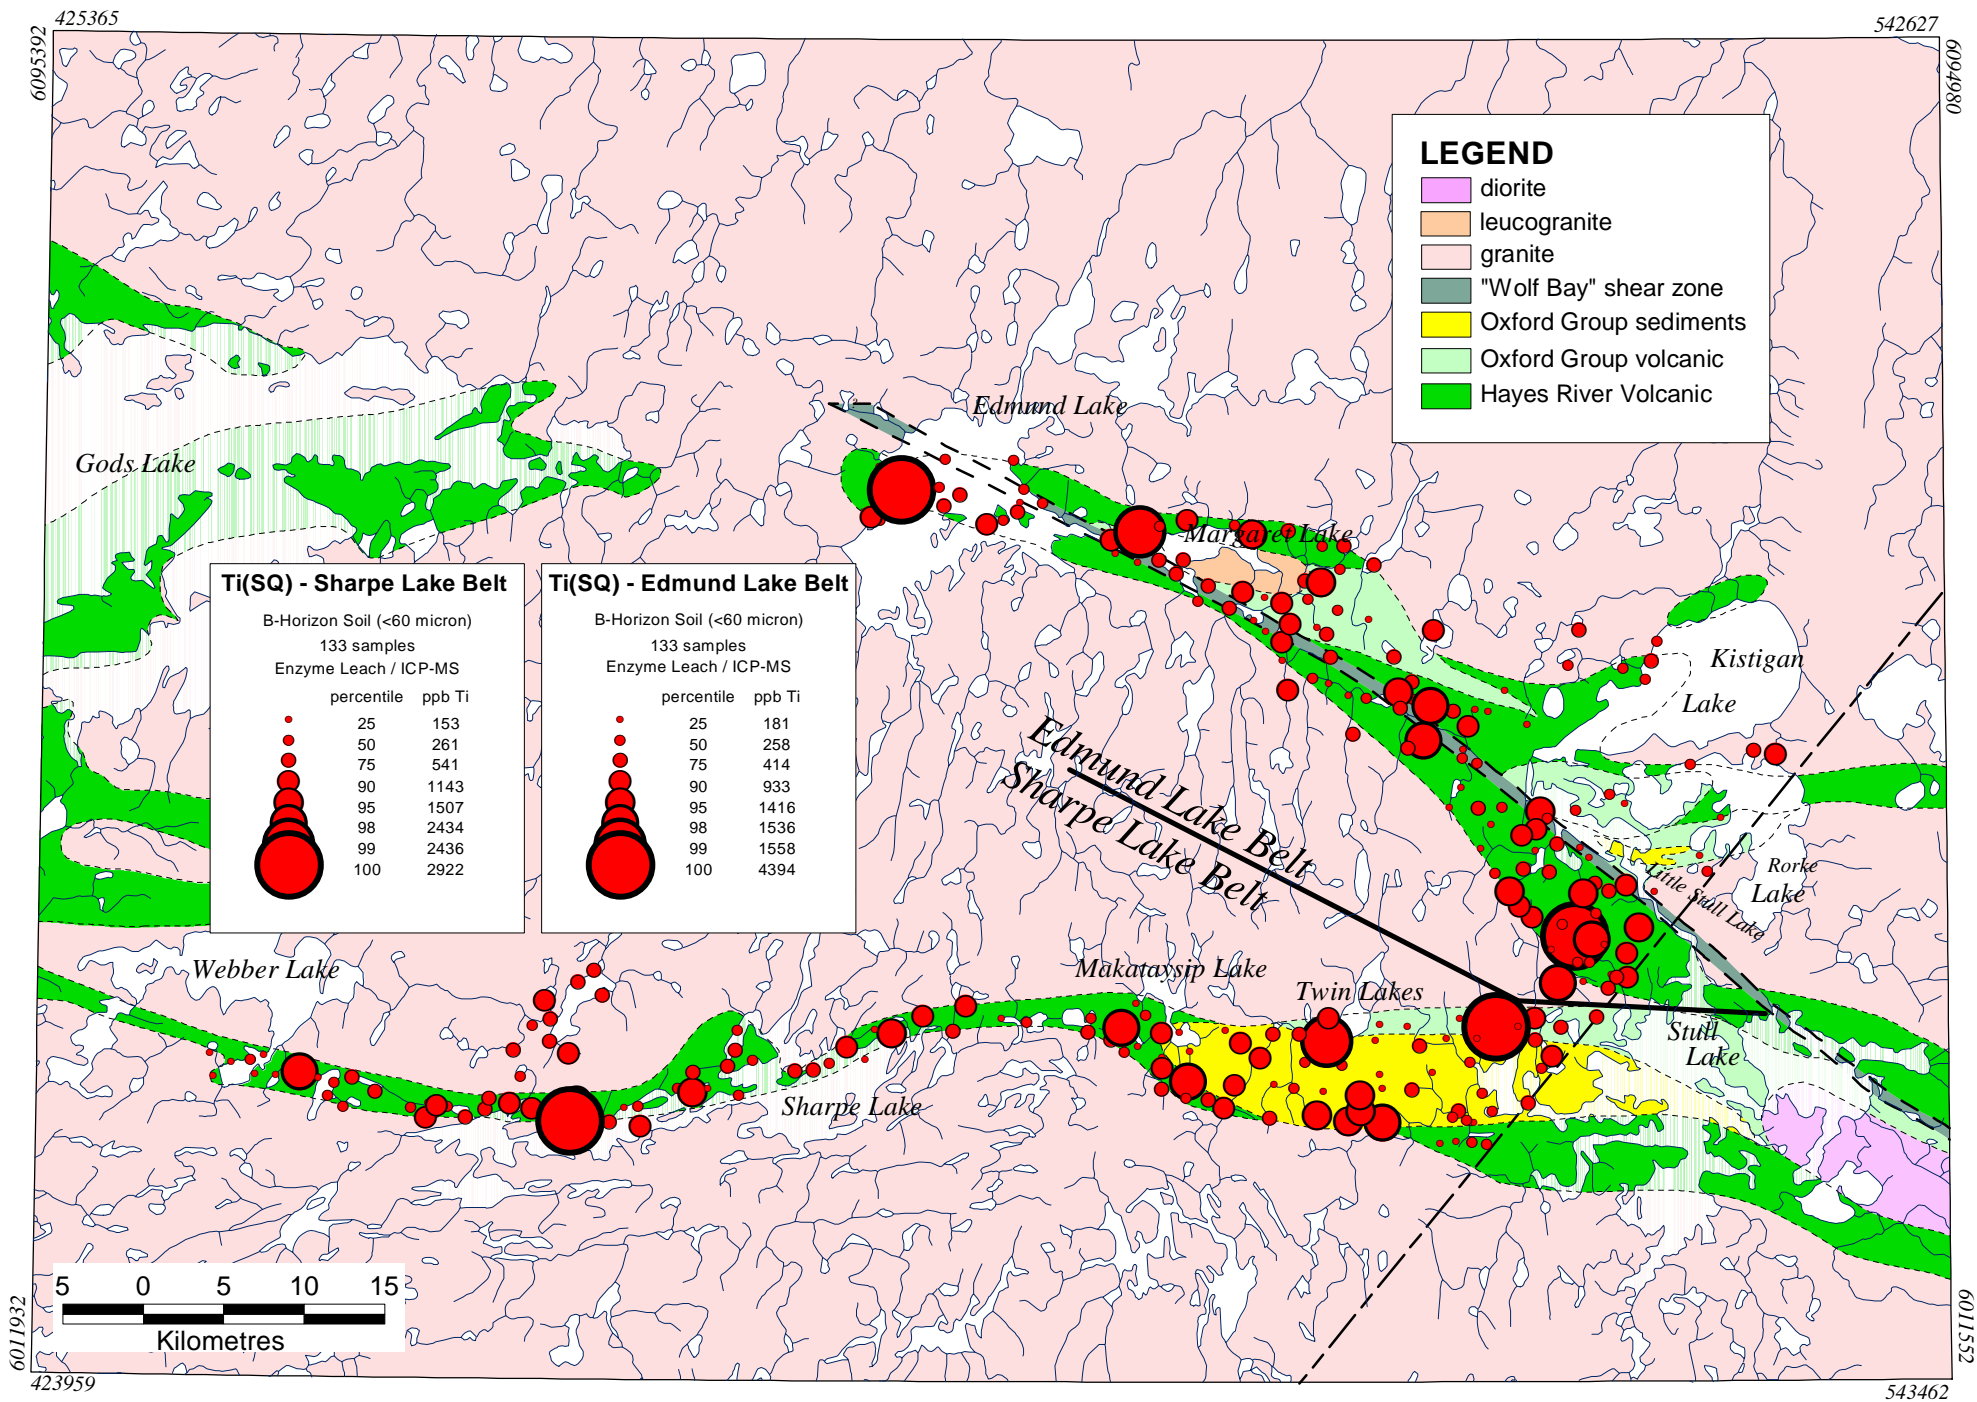 425365
542627
6095392
6094980
LEGEND
diorite
leucogranite
granite
"Wolf Bay" shear zone
Oxford Group sediments
Oxford Group volcanic
Hayes River Volcanic
Edmund Lake
Gods Lake
Margaret Lake
Ti(SQ) - Sharpe Lake Belt
B-Horizon Soil (<60 micron)
133 samples
Enzyme Leach / ICP-MS
percentile ppb Ti
25 153
50 261
75 541
90 1143
95 1507
98 2434
99 2436
100 2922
Ti(SQ) - Edmund Lake Belt
B-Horizon Soil (<60 micron)
133 samples
Enzyme Leach / ICP-MS
percentile ppb Ti
25 181
50 258
75 414
90 933
95 1416
98 1536
99 1558
100 4394
Kistigan
Lake
Edmund Lake Belt
Sharpe Lake Belt
Rorke
Lake
Little Stull Lake
Webber Lake
Makataysip Lake
Twin Lakes
Stull
Lake
Sharpe Lake
5 0 5 10 15
Kilometres
6011932
6011552
423959
543462